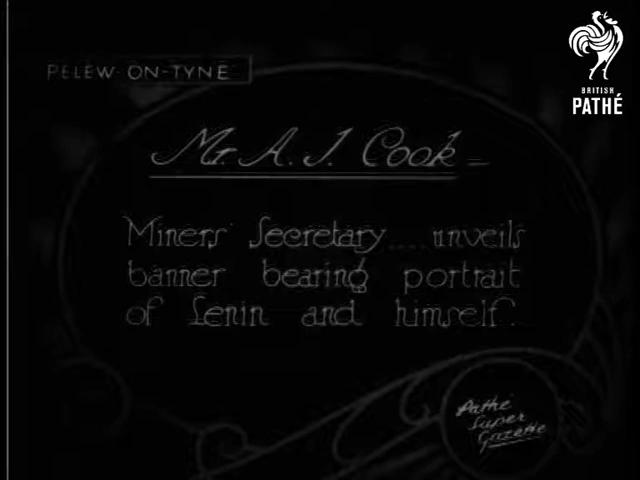 BRITISH
PATHÉ
PELEW-ON-TYNE
Mr. A. J. Cook –
Miners' Secretary .... unveils
banner bearing portrait
of Lenin and himself.
Pathé
Super
Gazette